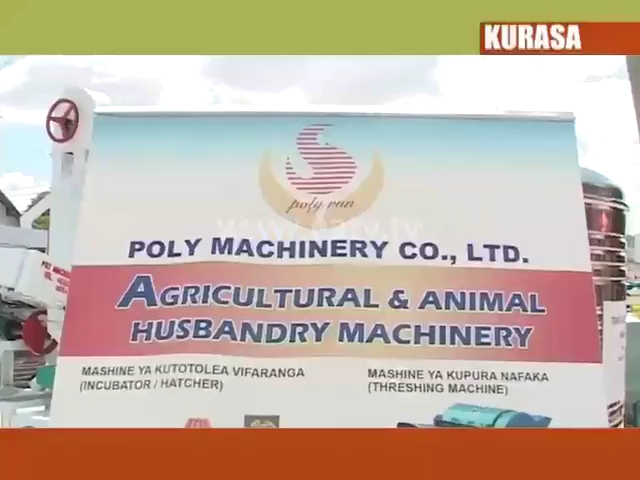 KURASA
poly run
POLY MACHINERY CO., LTD.
AGRICULTURAL & ANIMAL
HUSBANDRY MACHINERY
MASHINE YA KUTOTOLEA VIFARANGA
(INCUBATOR / HATCHER)
MASHINE YA KUPURA NAFAKA
(THRESHING MACHINE)